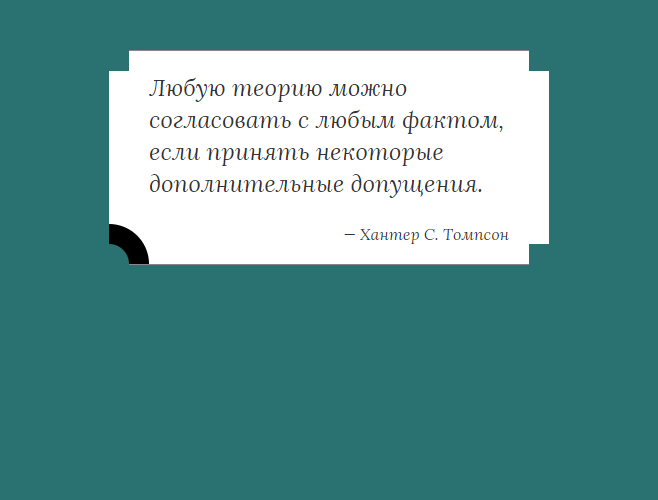 Любую теорию можно
согласовать с любым фактом,
если принять некоторые
дополнительные допущения.
— Хантер С. Томпсон